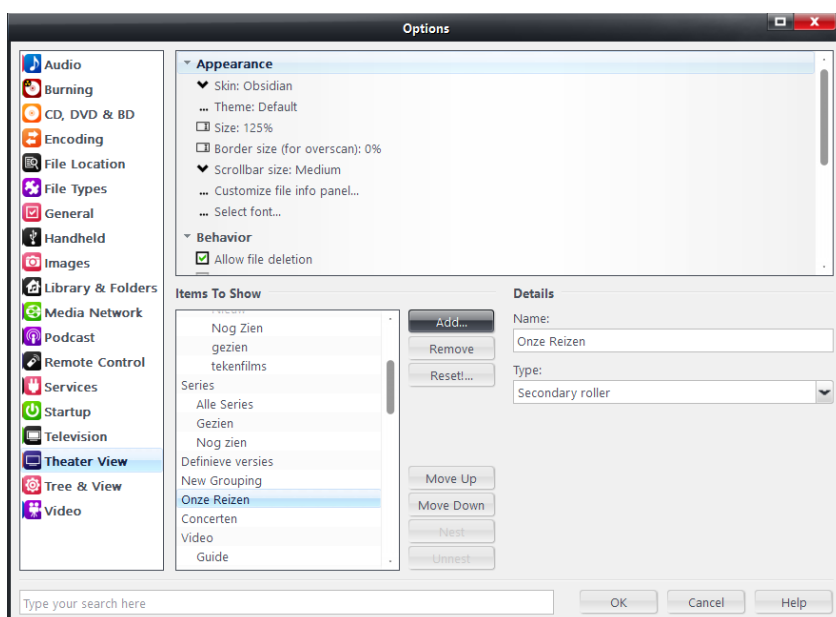 Options
Audio
Burning
CD, DVD & BD
Encoding
File Location
File Types
General
Handheld
Images
Library & Folders
Media Network
Podcast
Remote Control
Services
Startup
Television
Theater View
Tree & View
Video
Appearance
Skin: Obsidian
... Theme: Default
Size: 125%
Border size (for overscan): 0%
Scrollbar size: Medium
... Customize file info panel...
... Select font...
Behavior
Allow file deletion
Items To Show
Nog Zien
gezien
tekenfilms
Series
Alle Series
Gezien
Nog zien
Definieve versies
New Grouping
Onze Reizen
Concerten
Video
Guide
Add...
Remove
Reset!...
Move Up
Move Down
Nest
Unnest
Details
Name:
Onze Reizen
Type:
Secondary roller
Type your search here
OK
Cancel
Help